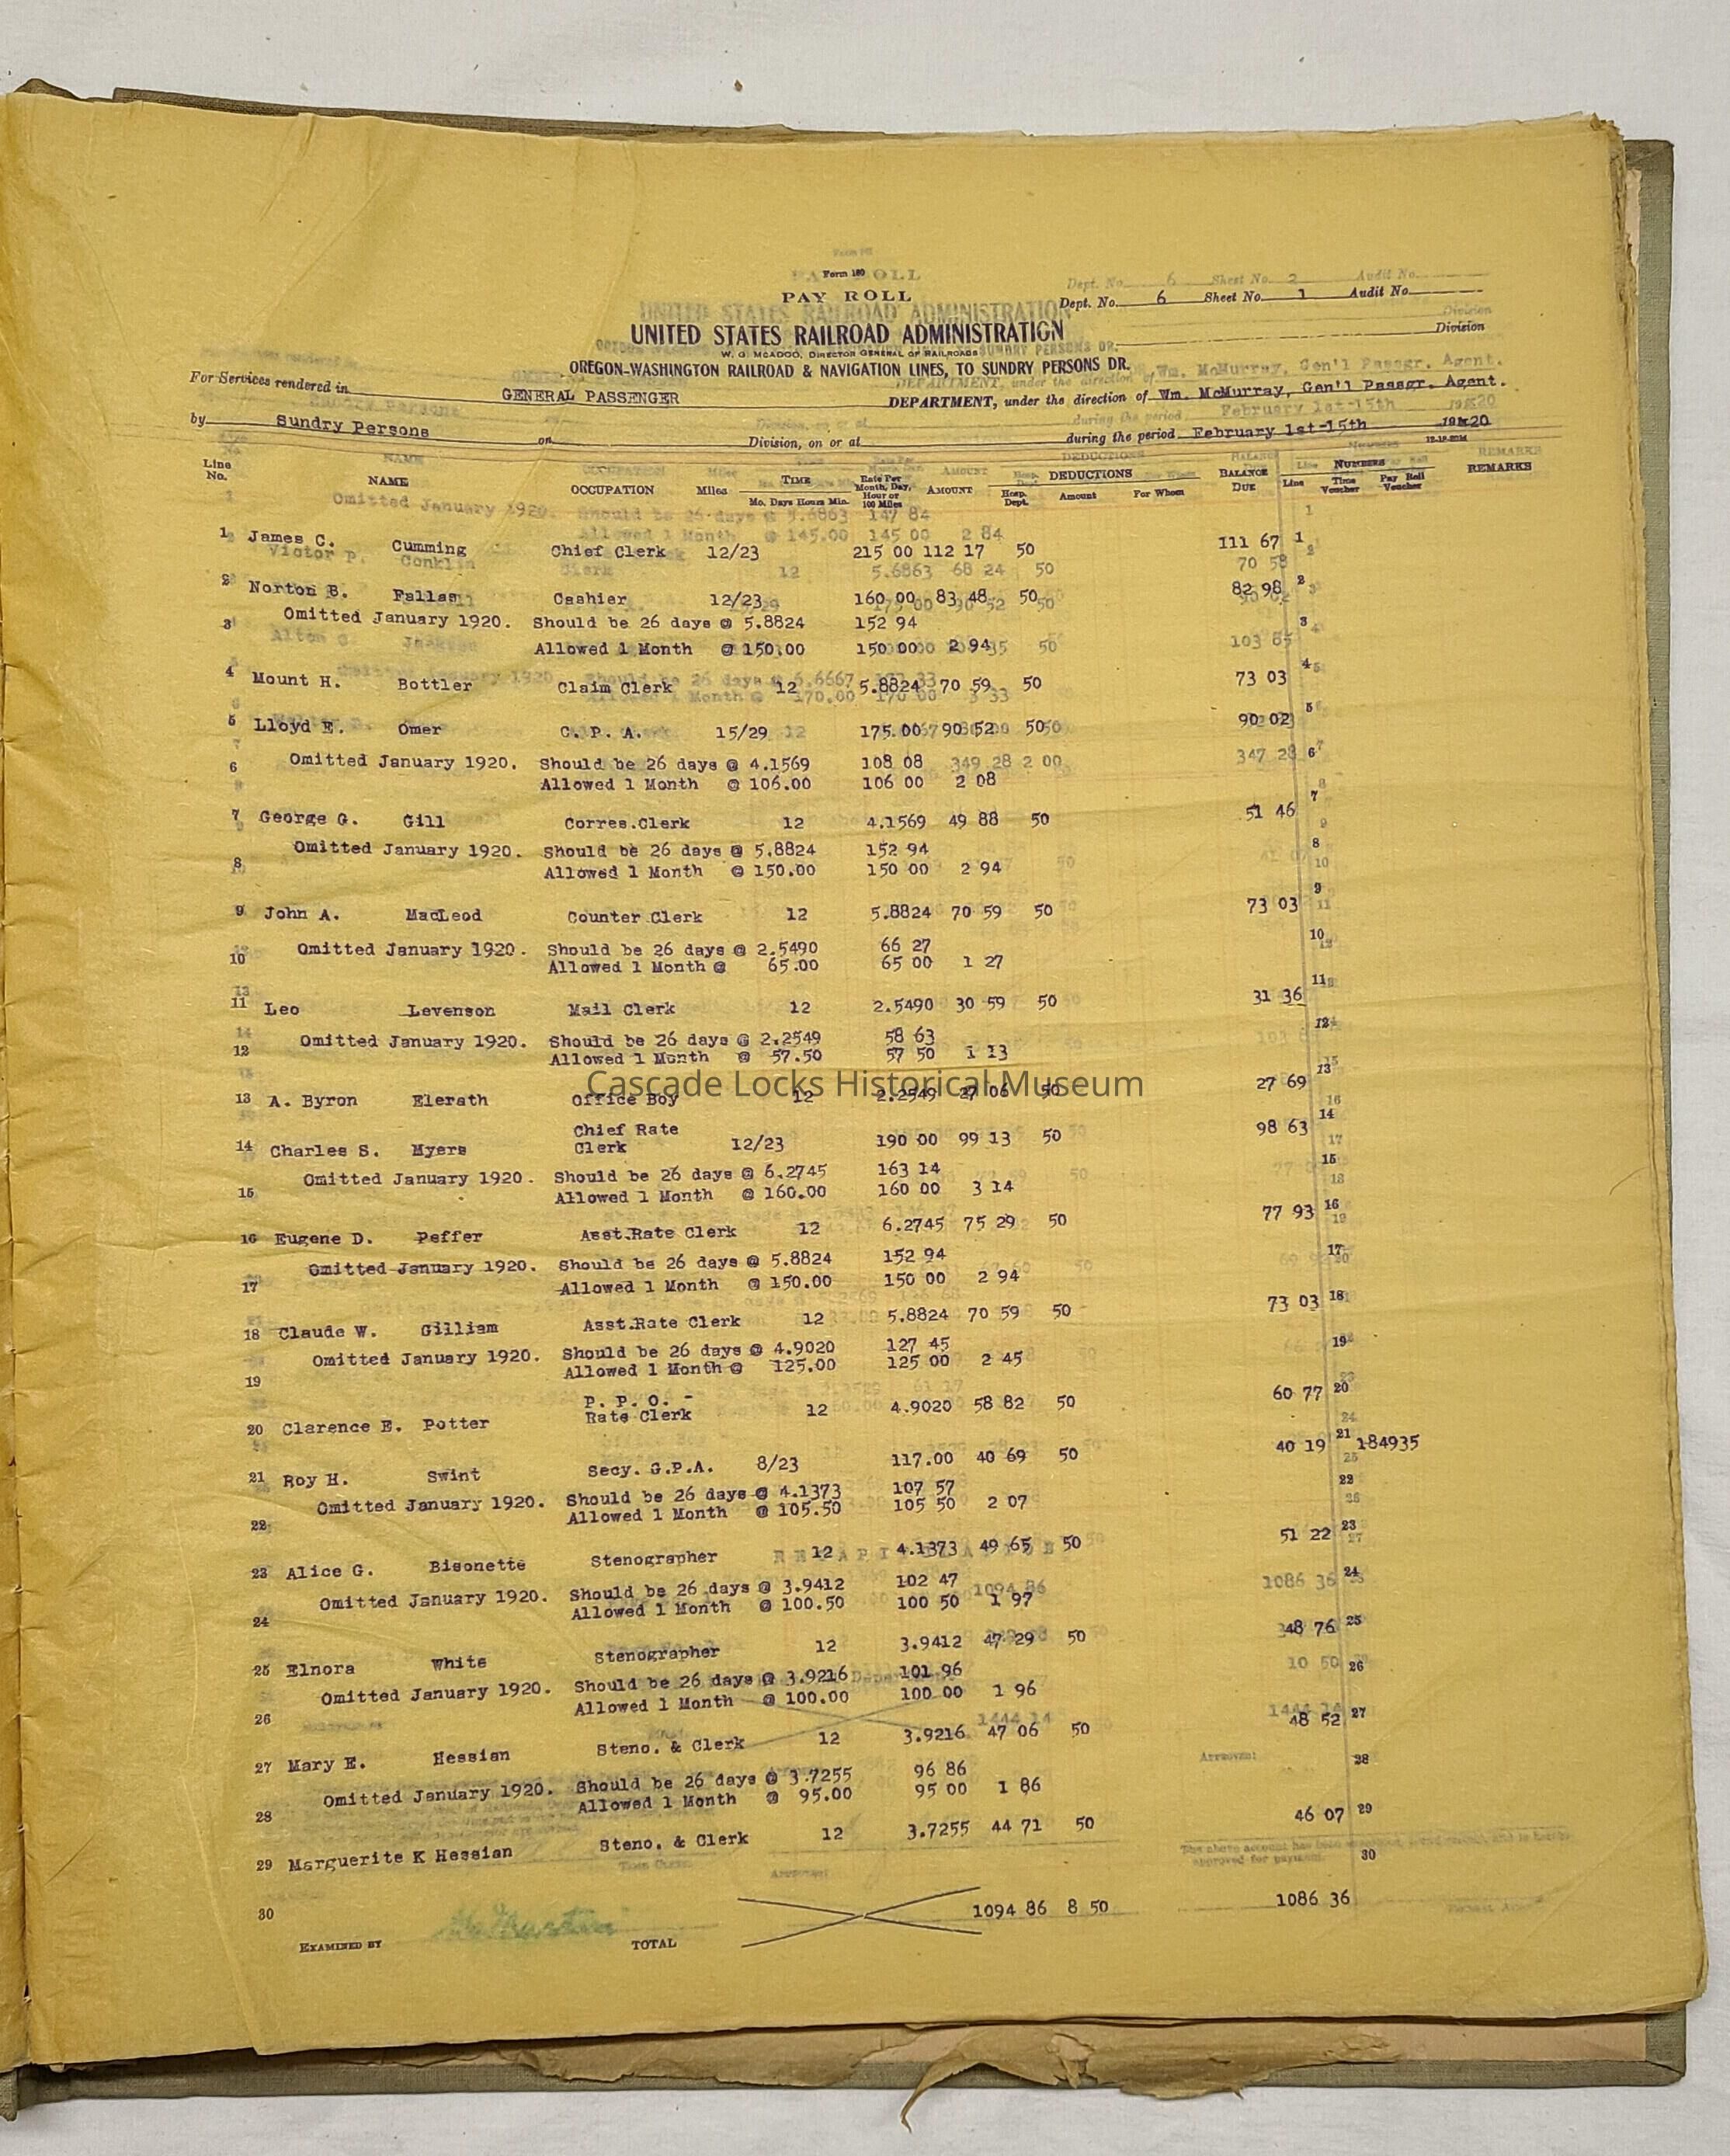 Form 180
PAY ROLL
Dept. No. 6 Sheet No. 1 Audit No.
UNITED STATES RAILROAD ADMINISTRATION
Division
W. G. McADOO, DIRECTOR GENERAL OF RAILROADS
OREGON-WASHINGTON RAILROAD & NAVIGATION LINES, TO SUNDRY PERSONS DR.
For Services rendered in GENERAL PASSENGER DEPARTMENT, under the direction of Wm. McMurray, Gen'l Passgr. Agent.
by Sundry Persons on Division, on or at during the period February 1st-15th 1920
12-18-20M
Line No. NAME OCCUPATION Miles TIME Mo. Days Hours Min. Rate Per Month, Day, Hour or 100 Miles AMOUNT DEDUCTIONS Hosp. Dept. Amount For Whom BALANCE DUE Line NUMBERS Time Voucher Pay Roll Voucher REMARKS
1 James C. Cumming Chief Clerk 12/23 215 00 112 17 50 111 67 1
2 Norton B. Fallas Cashier 12/23 160 00 83 48 50 82 98 2
Omitted January 1920. Should be 26 days @ 5.8824 152 94
3 Allowed 1 Month @ 150.00 150 00 2 94 3
4 Mount H. Bottler Claim Clerk 12 5.8824 70 59 50 73 03 4
5 Lloyd E. Omer C. P. A. 15/29 175.00 90 52 50 90 02 5
Omitted January 1920. Should be 26 days @ 4.1569 108 08
6 Allowed 1 Month @ 106.00 106 00 2 08 6
7 George G. Gill Corres.Clerk 12 4.1569 49 88 50 51 46 7
Omitted January 1920. Should be 26 days @ 5.8824 152 94
8 Allowed 1 Month @ 150.00 150 00 2 94 8
9 John A. MacLeod Counter Clerk 12 5.8824 70 59 50 73 03 9
Omitted January 1920. Should be 26 days @ 2.5490 66 27
10 Allowed 1 Month @ 65.00 65 00 1 27 10
11 Leo Levenson Mail Clerk 12 2.5490 30 59 50 31 36 11
Omitted January 1920. Should be 26 days @ 2.2549 58 63
12 Allowed 1 Month @ 57.50 57 50 1 13 12
Cascade Locks Historical Museum
13 A. Byron Elerath Office Boy 12 2.2549 27 06 50 27 69 13
Chief Rate
14 Charles S. Myers Clerk 12/23 190 00 99 13 50 98 63 14
Omitted January 1920. Should be 26 days @ 6.2745 163 14
15 Allowed 1 Month @ 160.00 160 00 3 14 15
16 Eugene D. Peffer Asst.Rate Clerk 12 6.2745 75 29 50 77 93 16
Omitted January 1920. Should be 26 days @ 5.8824 152 94
17 Allowed 1 Month @ 150.00 150 00 2 94 17
18 Claude W. Gilliam Asst.Rate Clerk 12 5.8824 70 59 50 73 03 18
Omitted January 1920. Should be 26 days @ 4.9020 127 45
19 Allowed 1 Month @ 125.00 125 00 2 45 19
P. P. O. -
20 Clarence E. Potter Rate Clerk 12 4.9020 58 82 50 60 77 20
21 Roy H. Swint Secy. G.P.A. 8/23 117.00 40 69 50 40 19 21 184935
Omitted January 1920. Should be 26 days @ 4.1373 107 57
22 Allowed 1 Month @ 105.50 105 50 2 07 22
23 Alice G. Bisonette Stenographer 12 4.1373 49 65 50 51 22 23
Omitted January 1920. Should be 26 days @ 3.9412 102 47
24 Allowed 1 Month @ 100.50 100 50 1 97 24
25 Elnora White Stenographer 12 3.9412 47 29 50 48 76 25
Omitted January 1920. Should be 26 days @ 3.9216 101 96
26 Allowed 1 Month @ 100.00 100 00 1 96 26
27 Mary E. Hessian Steno. & Clerk 12 3.9216 47 06 50 48 52 27
Omitted January 1920. Should be 26 days @ 3.7255 96 86
28 Allowed 1 Month @ 95.00 95 00 1 86 28
29 Marguerite K Hessian Steno. & Clerk 12 3.7255 44 71 50 46 07 29
30 1094 86 8 50 1086 36 30
EXAMINED BY TOTAL